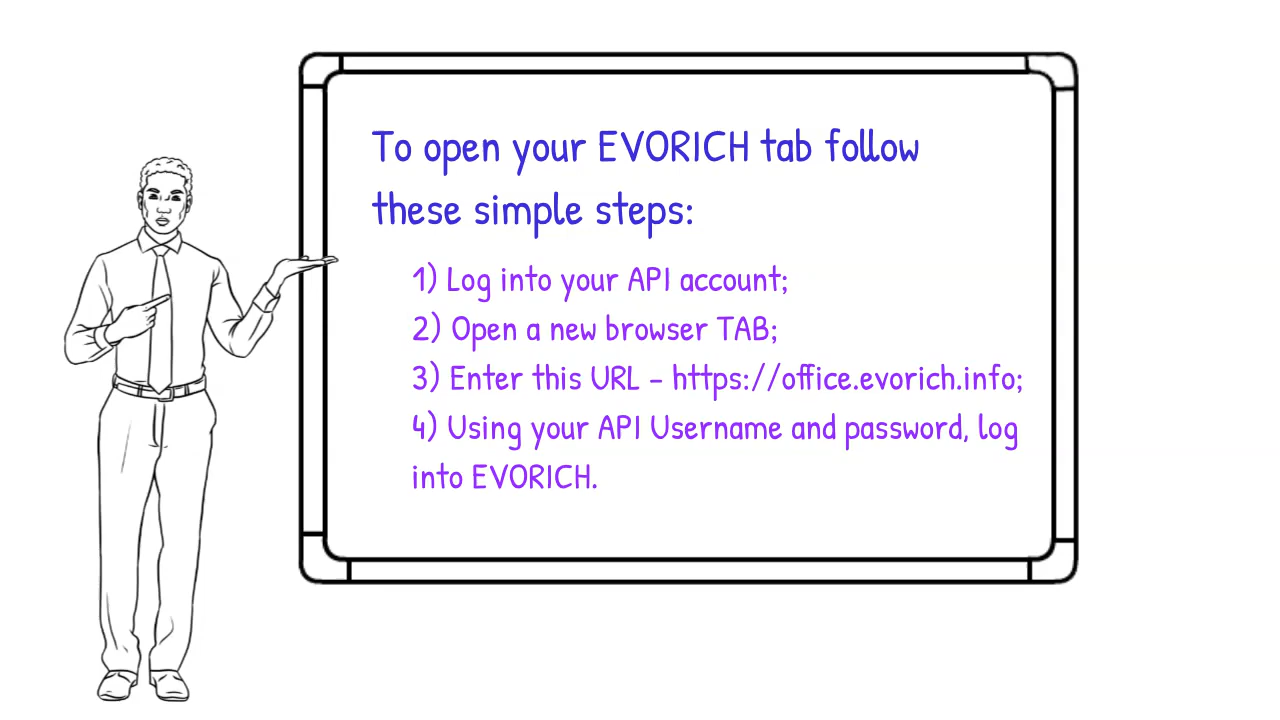 To open your EVORICH tab follow
these simple steps:
1) Log into your API account;
2) Open a new browser TAB;
3) Enter this URL – https://office.evorich.info;
4) Using your API Username and password, log
into EVORICH.